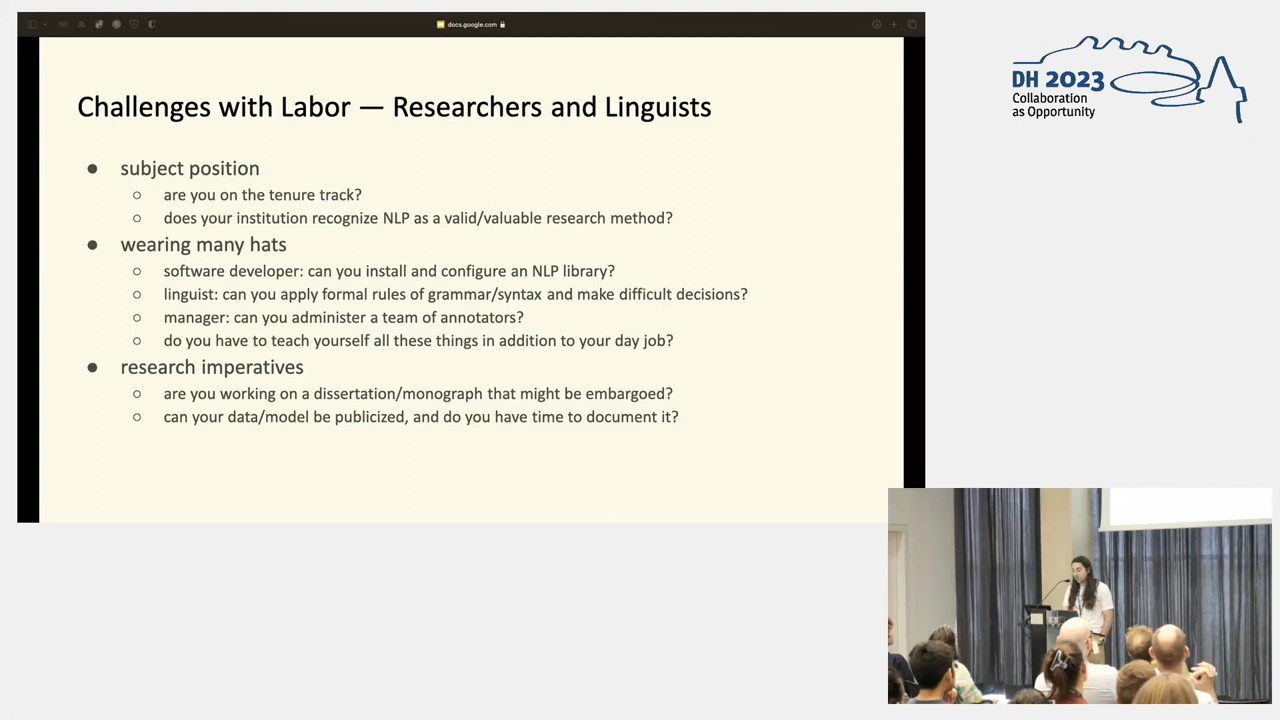 docs.google.com
Challenges with Labor — Researchers and Linguists
● subject position
○ are you on the tenure track?
○ does your institution recognize NLP as a valid/valuable research method?
● wearing many hats
○ software developer: can you install and configure an NLP library?
○ linguist: can you apply formal rules of grammar/syntax and make difficult decisions?
○ manager: can you administer a team of annotators?
○ do you have to teach yourself all these things in addition to your day job?
● research imperatives
○ are you working on a dissertation/monograph that might be embargoed?
○ can your data/model be publicized, and do you have time to document it?
DH 2023
Collaboration
as Opportunity